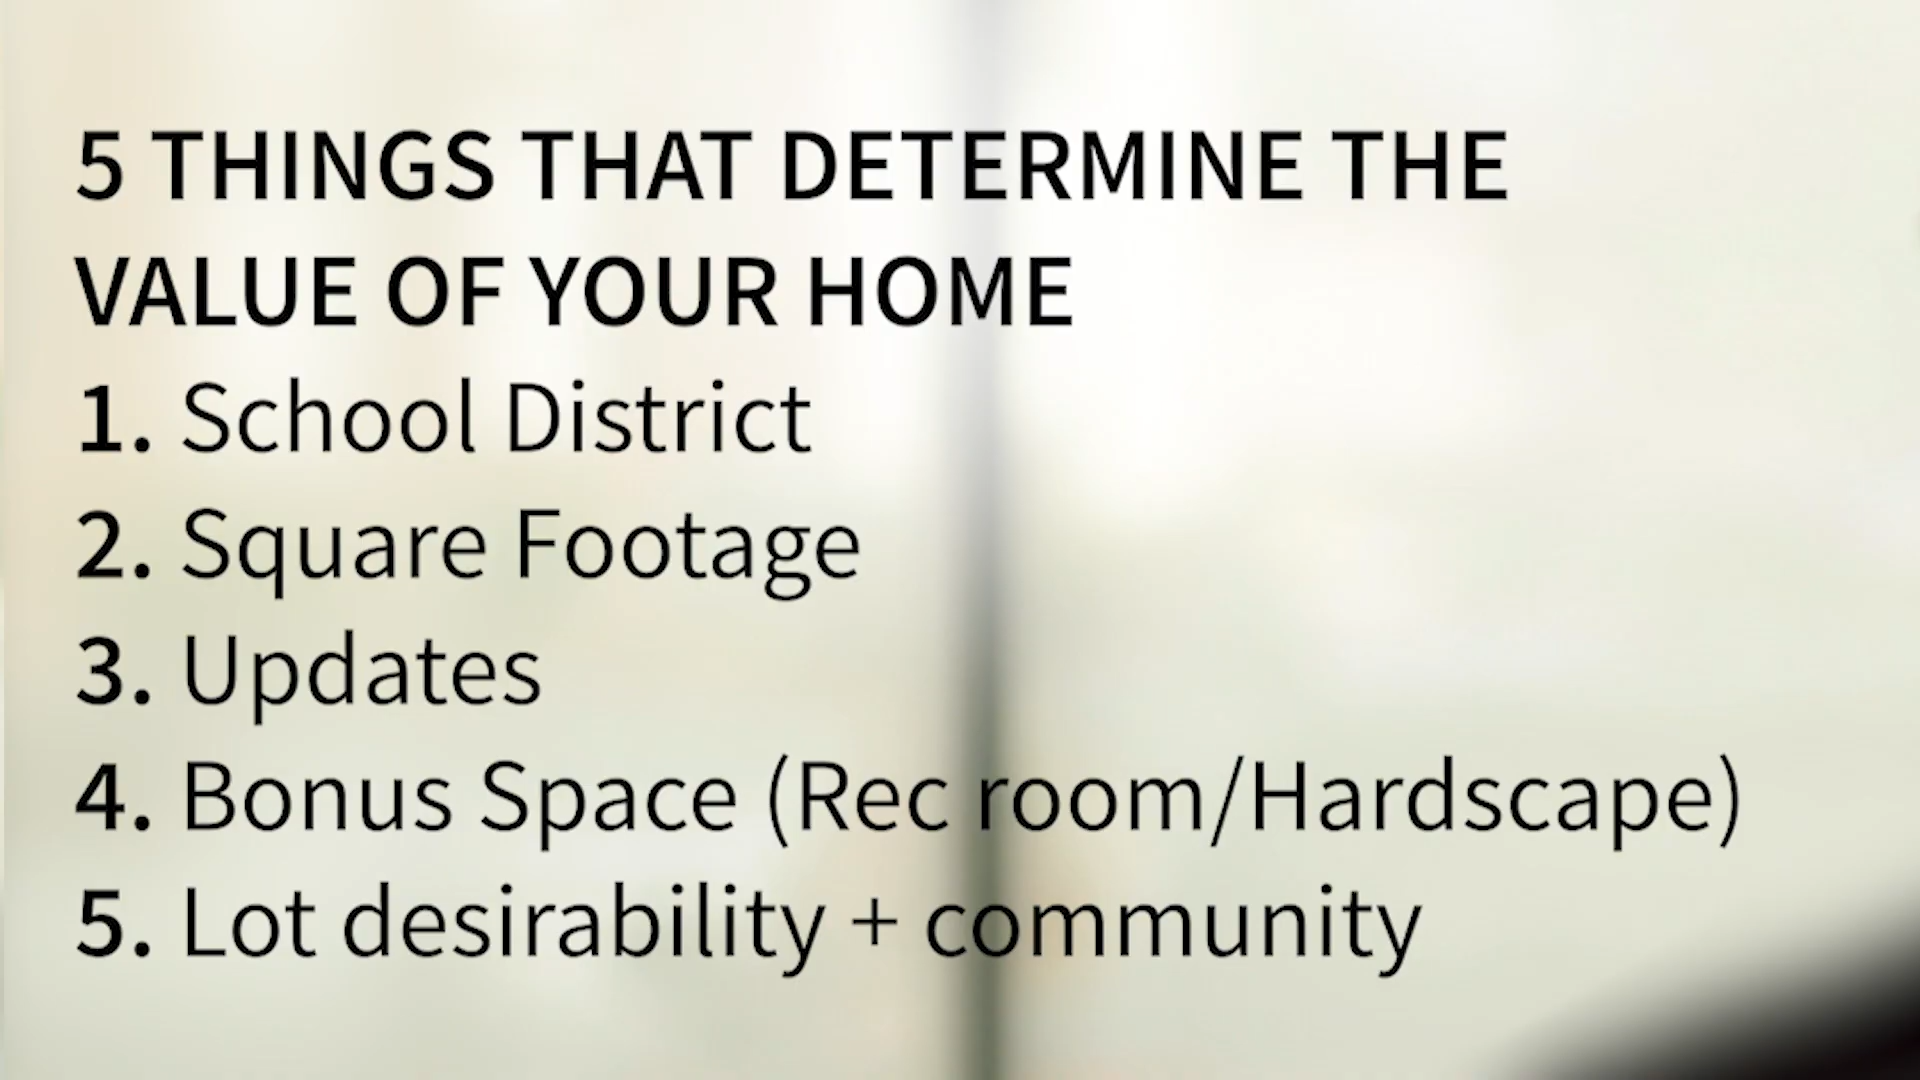 5 THINGS THAT DETERMINE THE
VALUE OF YOUR HOME
1. School District
2. Square Footage
3. Updates
4. Bonus Space (Rec room/Hardscape)
5. Lot desirability + community